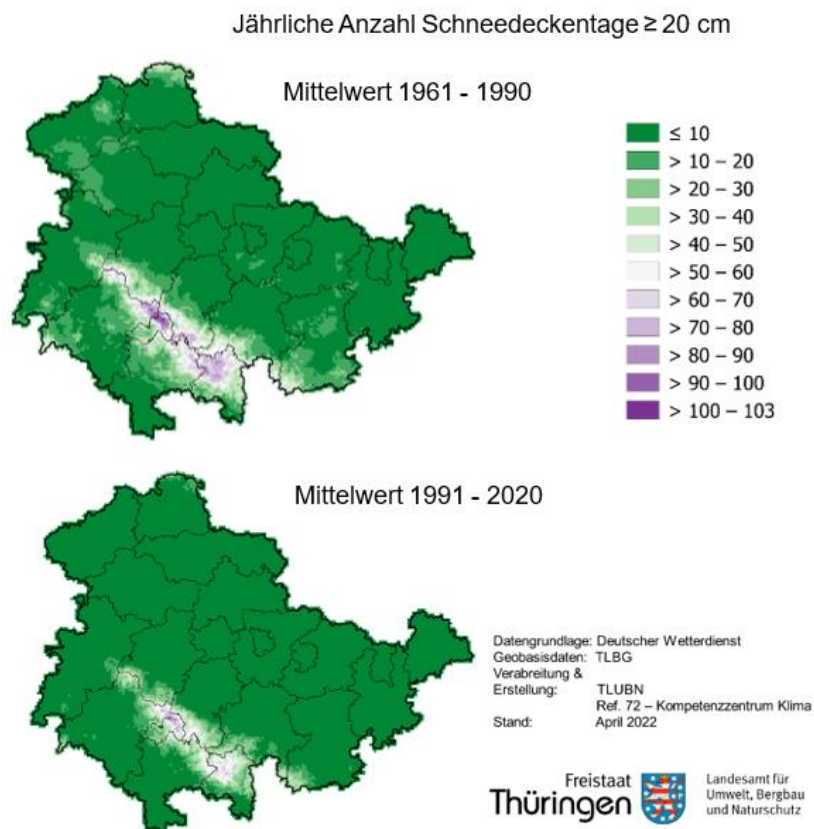 Jährliche Anzahl Schneedeckentage ≥ 20 cm
Mittelwert 1961 - 1990
≤ 10
> 10 – 20
> 20 – 30
> 30 – 40
> 40 – 50
> 50 – 60
> 60 – 70
> 70 – 80
> 80 – 90
> 90 – 100
> 100 – 103
Mittelwert 1991 - 2020
Datengrundlage: Deutscher Wetterdienst
Geobasisdaten: TLBG
Verabreitung &
Erstellung: TLUBN
Ref. 72 – Kompetenzzentrum Klima
Stand: April 2022
Freistaat
Thüringen
Landesamt für
Umwelt, Bergbau
und Naturschutz